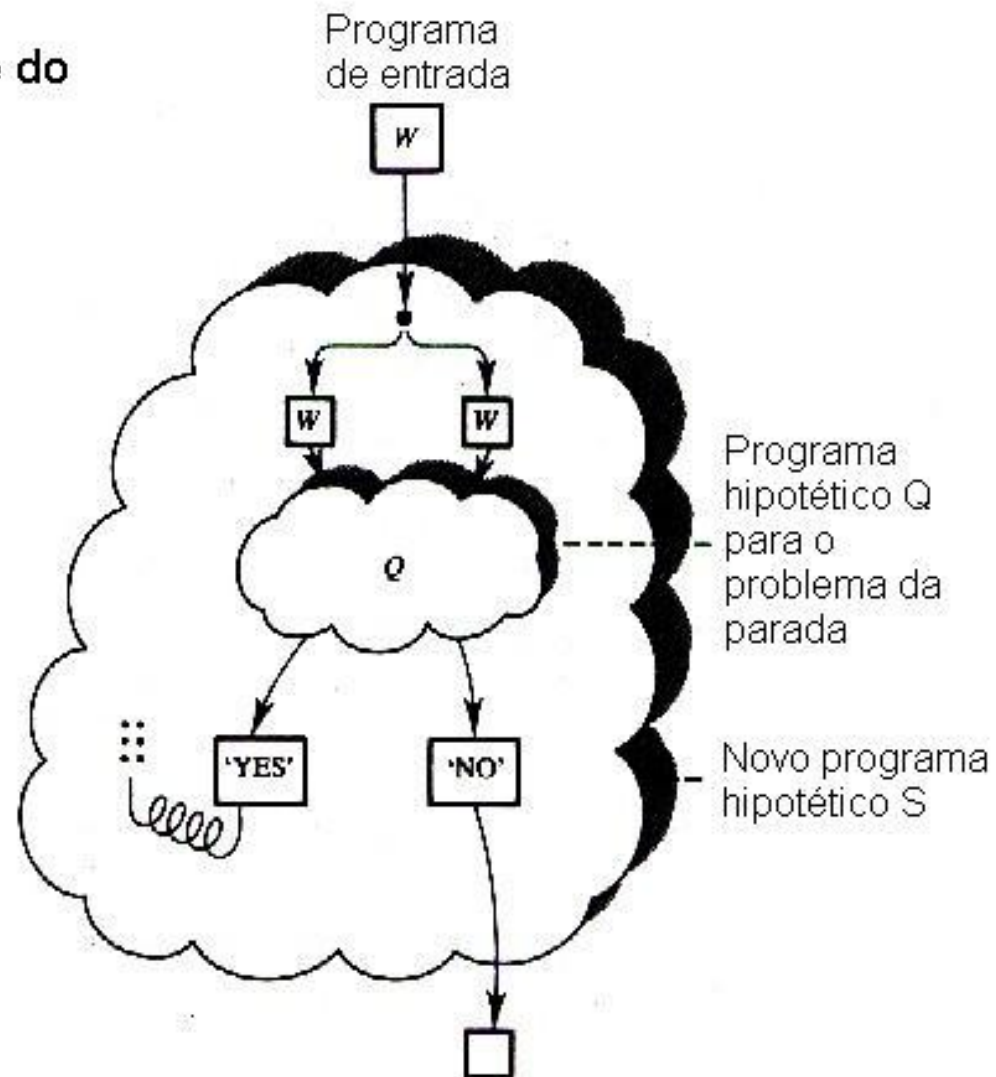 Programa
de entrada
do
W
W
W
Programa
hipotético Q
para o
problema da
parada
Q
'YES'
'NO'
Novo programa
hipotético S